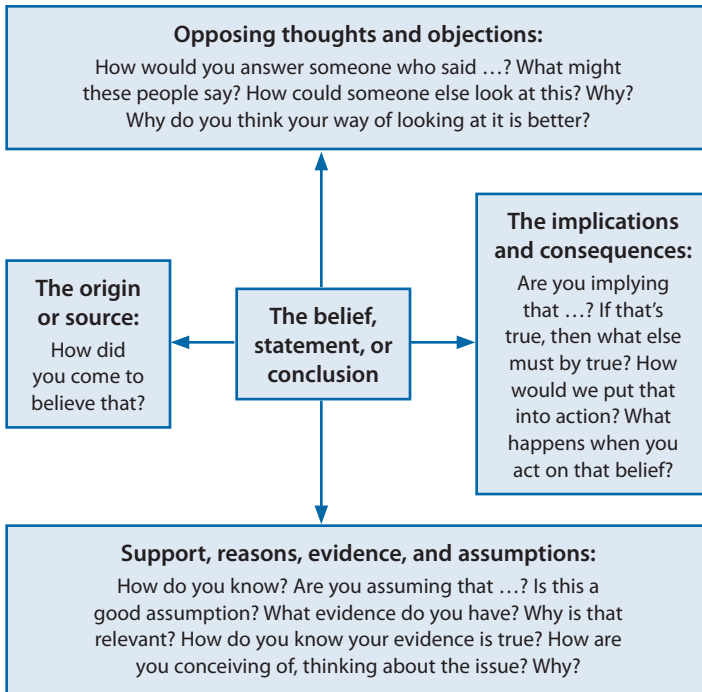 Opposing thoughts and objections:
How would you answer someone who said …? What might
these people say? How could someone else look at this? Why?
Why do you think your way of looking at it is better?
The origin
or source:
How did
you come to
believe that?
The belief,
statement, or
conclusion
The implications
and consequences:
Are you implying
that …? If that’s
true, then what else
must by true? How
would we put that
into action? What
happens when you
act on that belief?
Support, reasons, evidence, and assumptions:
How do you know? Are you assuming that …? Is this a
good assumption? What evidence do you have? Why is that
relevant? How do you know your evidence is true? How are
you conceiving of, thinking about the issue? Why?